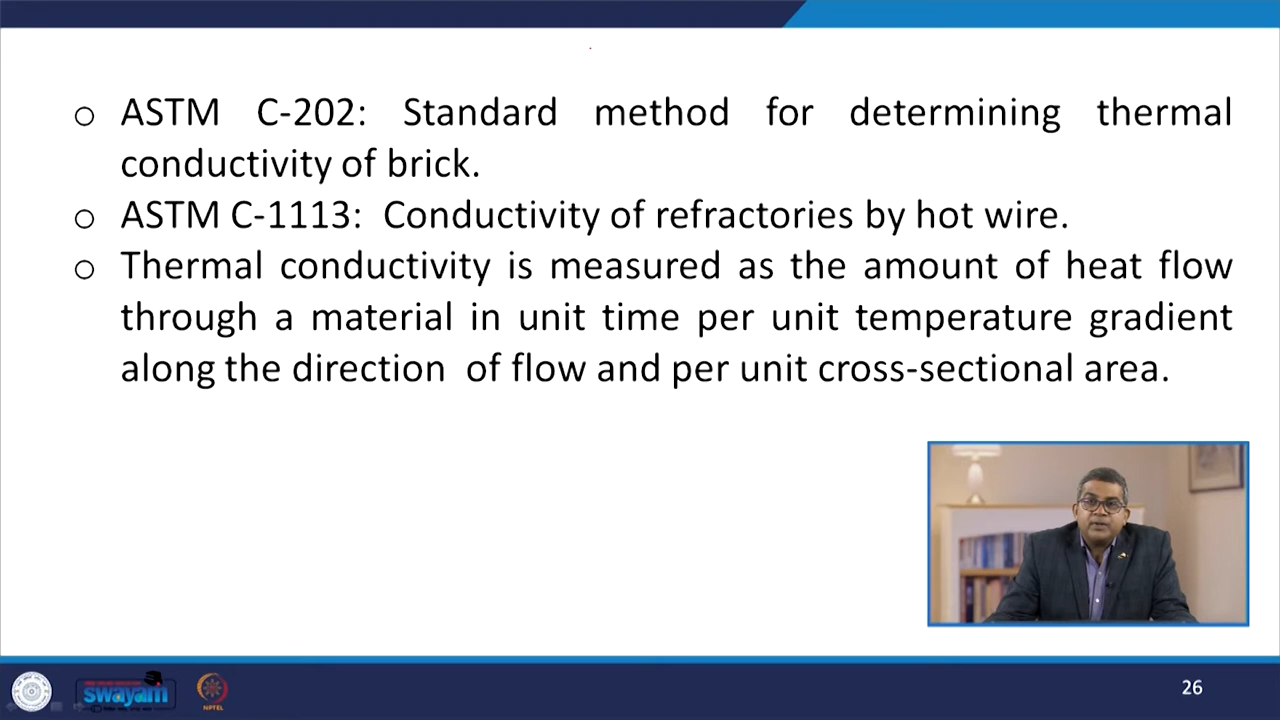 o ASTM C-202: Standard method for determining thermal
conductivity of brick.
o ASTM C-1113: Conductivity of refractories by hot wire.
o Thermal conductivity is measured as the amount of heat flow
through a material in unit time per unit temperature gradient
along the direction of flow and per unit cross-sectional area.
swayam
NPTEL
26